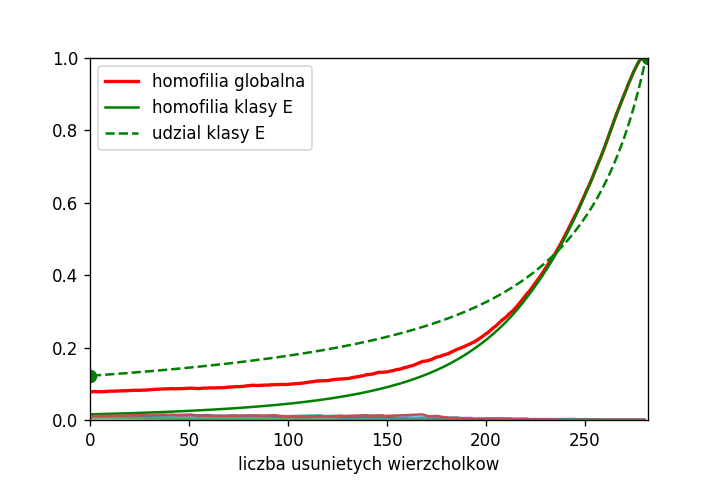 1.0
0.8
0.6
0.4
0.2
0.0
homofilia globalna
homofilia klasy E
udzial klasy E
0 50 100 150 200 250
liczba usunietych wierzcholkow